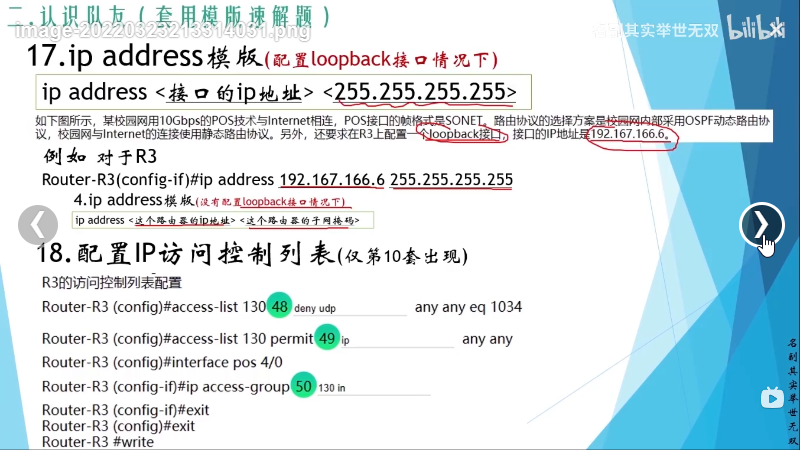 二.认识队友（套用模版速解题）
image-20220323213314031.png
名副其实举世无双 bilibili
17.ip address模版(配置loopback接口情况下)
ip address <接口的ip地址> <255.255.255.255>
如下图所示，某校园网用10Gbps的POS技术与Internet相连，POS接口的帧格式是SONET。路由协议的选择方案是校园网内部采用OSPF动态路由协
议，校园网与Internet的连接使用静态路由协议。另外，还要求在R3上配置一个loopback接口，接口的IP地址是192.167.166.6。
例如 对于R3
Router-R3(config-if)#ip address 192.167.166.6 255.255.255.255
4.ip address模版(没有配置loopback接口情况下)
ip address <这个路由器的ip地址> <这个路由器的子网掩码>
18.配置IP访问控制列表(仅第10套出现)
R3的访问控制列表配置
Router-R3 (config)#access-list 130 48 deny udp any any eq 1034
Router-R3 (config)#access-list 130 permit 49 ip any any
Router-R3 (config)#interface pos 4/0
Router-R3 (config-if)#ip access-group 50 130 in
Router-R3 (config-if)#exit
Router-R3 (config)#exit
Router-R3 #write
名副其实举世无双